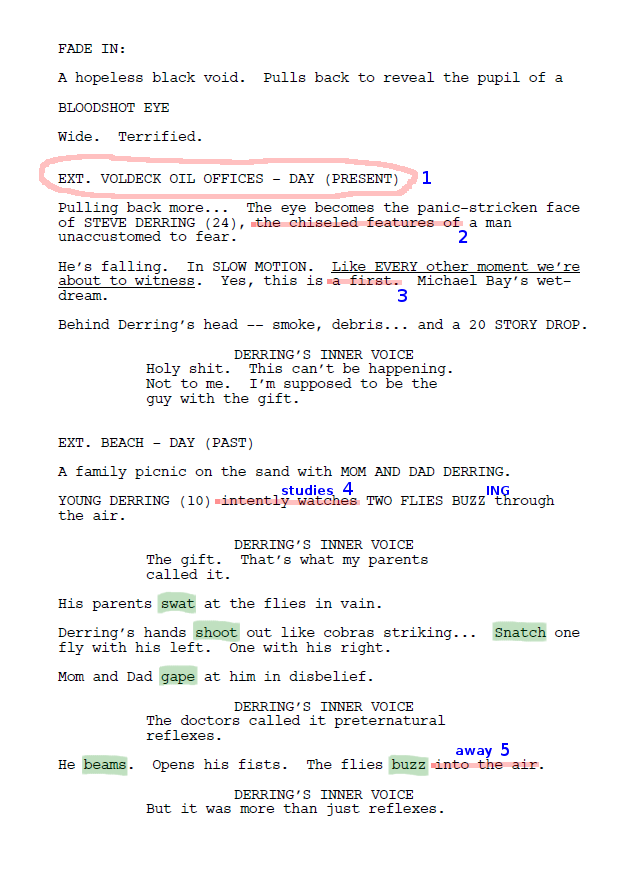 FADE IN:
A hopeless black void.  Pulls back to reveal the pupil of a
BLOODSHOT EYE
Wide.  Terrified.
EXT. VOLDECK OIL OFFICES - DAY (PRESENT) 1
Pulling back more...  The eye becomes the panic-stricken face
of STEVE DERRING (24), the chiseled features of a man
unaccustomed to fear.
2
He's falling.  In SLOW MOTION.  Like EVERY other moment we're
about to witness.  Yes, this is a first.  Michael Bay's wet-
dream.
3
Behind Derring's head -- smoke, debris... and a 20 STORY DROP.
DERRING'S INNER VOICE
Holy shit.  This can't be happening.
Not to me.  I'm supposed to be the
guy with the gift.
EXT. BEACH - DAY (PAST)
A family picnic on the sand with MOM AND DAD DERRING.
studies 4 ING
YOUNG DERRING (10) intently watches TWO FLIES BUZZ through
the air.
DERRING'S INNER VOICE
The gift.  That's what my parents
called it.
His parents swat at the flies in vain.
Derring's hands shoot out like cobras striking...  Snatch one
fly with his left.  One with his right.
Mom and Dad gape at him in disbelief.
DERRING'S INNER VOICE
The doctors called it preternatural
reflexes.
away 5
He beams.  Opens his fists.  The flies buzz into the air.
DERRING'S INNER VOICE
But it was more than just reflexes.